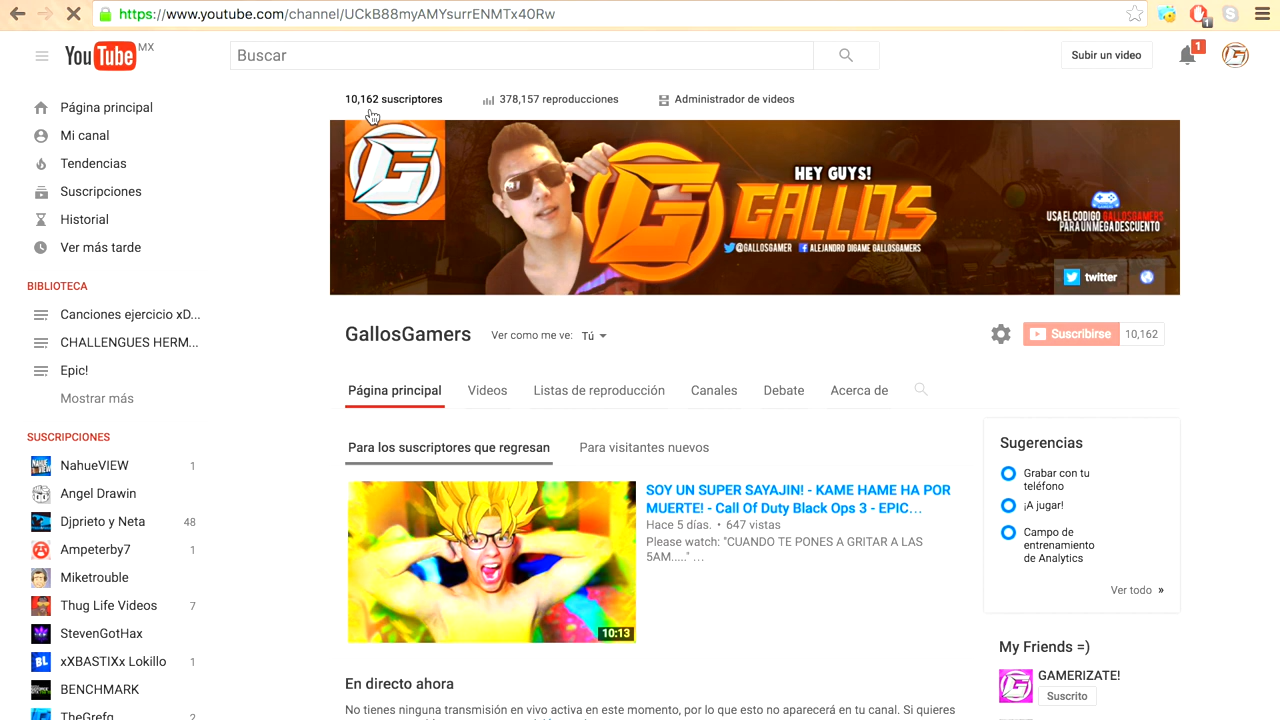 https://www.youtube.com/channel/UCkB88myAMYsurrENMTx40Rw
1
YouTube MX
Buscar
Subir un video
1
10,162 suscriptores
378,157 reproducciones
Administrador de videos
Página principal
Mi canal
Tendencias
Suscripciones
Historial
Ver más tarde
BIBLIOTECA
Canciones ejercicio xD...
CHALLENGUES HERM...
Epic!
Mostrar más
SUSCRIPCIONES
NahueVIEW 1
Angel Drawin
Djprieto y Neta 48
Ampeterby7 1
Miketrouble
Thug Life Videos 7
StevenGotHax
xXBASTIXx Lokillo 1
BENCHMARK
TheGrefg 2
HEY GUYS!
GALLOS
@GALLOSGAMER
ALEJANDRO DIGAME GALLOSGAMERS
USA EL CODIGO GALLOSGAMERS
PARA UN MEGA DESCUENTO
twitter
GallosGamers
Ver como me ve: Tú
Suscribirse 10,162
Página principal
Videos
Listas de reproducción
Canales
Debate
Acerca de
Para los suscriptores que regresan
Para visitantes nuevos
10:13
SOY UN SUPER SAYAJIN! - KAME HAME HA POR
MUERTE! - Call Of Duty Black Ops 3 - EPIC...
Hace 5 días. • 647 vistas
Please watch: "CUANDO TE PONES A GRITAR A LAS
5AM....." ...
En directo ahora
No tienes ninguna transmisión en vivo activa en este momento, por lo que esto no aparecerá en tu canal. Si quieres
Sugerencias
Grabar con tu
teléfono
¡A jugar!
Campo de
entrenamiento
de Analytics
Ver todo »
My Friends =)
GAMERIZATE!
Suscrito